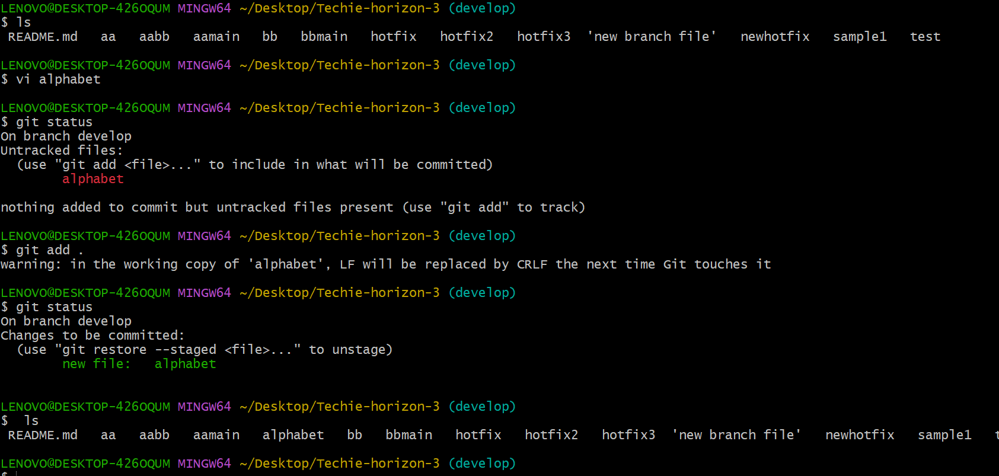 LENOVO@DESKTOP-426OQUM MINGW64 ~/Desktop/Techie-horizon-3 (develop)
$ ls
 README.md   aa   aabb   aamain   bb   bbmain   hotfix   hotfix2   hotfix3  'new branch file'   newhotfix   sample1   test

LENOVO@DESKTOP-426OQUM MINGW64 ~/Desktop/Techie-horizon-3 (develop)
$ vi alphabet

LENOVO@DESKTOP-426OQUM MINGW64 ~/Desktop/Techie-horizon-3 (develop)
$ git status
On branch develop
Untracked files:
  (use "git add <file>..." to include in what will be committed)
        alphabet

nothing added to commit but untracked files present (use "git add" to track)

LENOVO@DESKTOP-426OQUM MINGW64 ~/Desktop/Techie-horizon-3 (develop)
$ git add .
warning: in the working copy of 'alphabet', LF will be replaced by CRLF the next time Git touches it

LENOVO@DESKTOP-426OQUM MINGW64 ~/Desktop/Techie-horizon-3 (develop)
$ git status
On branch develop
Changes to be committed:
  (use "git restore --staged <file>..." to unstage)
        new file:   alphabet


LENOVO@DESKTOP-426OQUM MINGW64 ~/Desktop/Techie-horizon-3 (develop)
$  ls
 README.md   aa   aabb   aamain   alphabet   bb   bbmain   hotfix   hotfix2   hotfix3  'new branch file'   newhotfix   sample1

LENOVO@DESKTOP-426OQUM MINGW64 ~/Desktop/Techie-horizon-3 (develop)
$